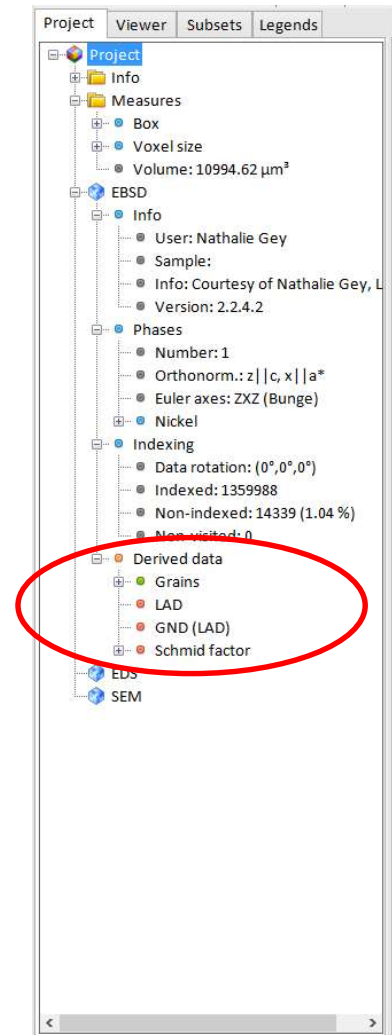 Project Viewer Subsets Legends
Project
Info
Measures
Box
Voxel size
Volume: 10994.62 µm³
EBSD
Info
User: Nathalie Gey
Sample:
Info: Courtesy of Nathalie Gey, L
Version: 2.2.4.2
Phases
Number: 1
Orthonorm.: z||c, x||a*
Euler axes: ZXZ (Bunge)
Nickel
Indexing
Data rotation: (0°,0°,0°)
Indexed: 1359988
Non-indexed: 14339 (1.04 %)
Non-visited: 0
Derived data
Grains
LAD
GND (LAD)
Schmid factor
EDS
SEM